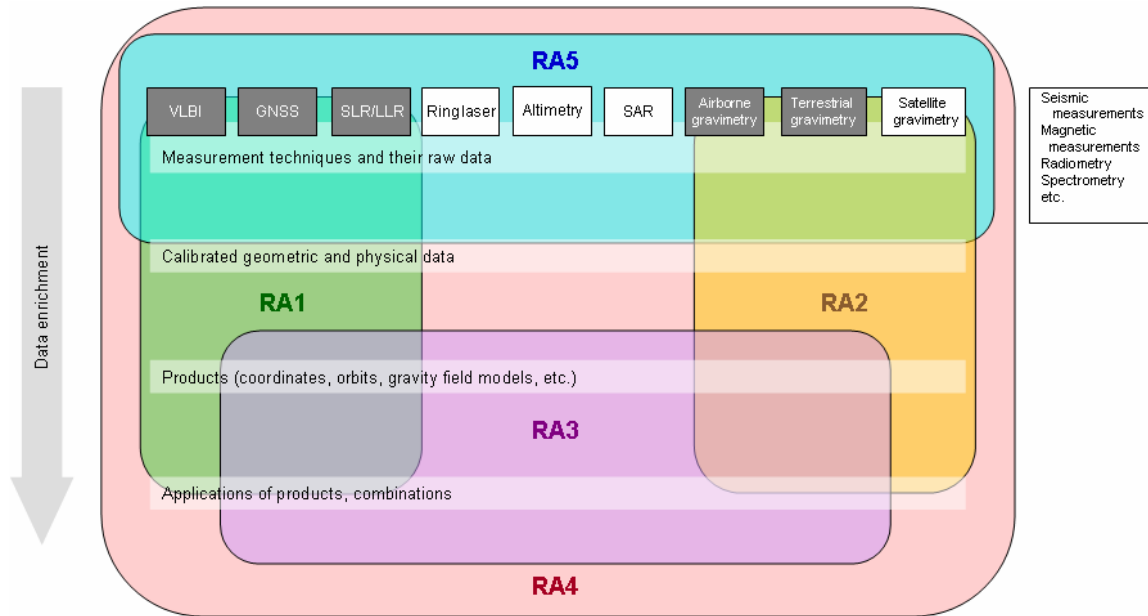 RA5
VLBI
GNSS
SLR/LLR
Ringlaser
Altimetry
SAR
Airborne
gravimetry
Terrestrial
gravimetry
Satellite
gravimetry
Measurement techniques and their raw data
Calibrated geometric and physical data
RA1
RA2
Products (coordinates, orbits, gravity field models, etc.)
RA3
Applications of products, combinations
RA4
Data enrichment
Seismic
measurements
Magnetic
measurements
Radiometry
Spectrometry
etc.